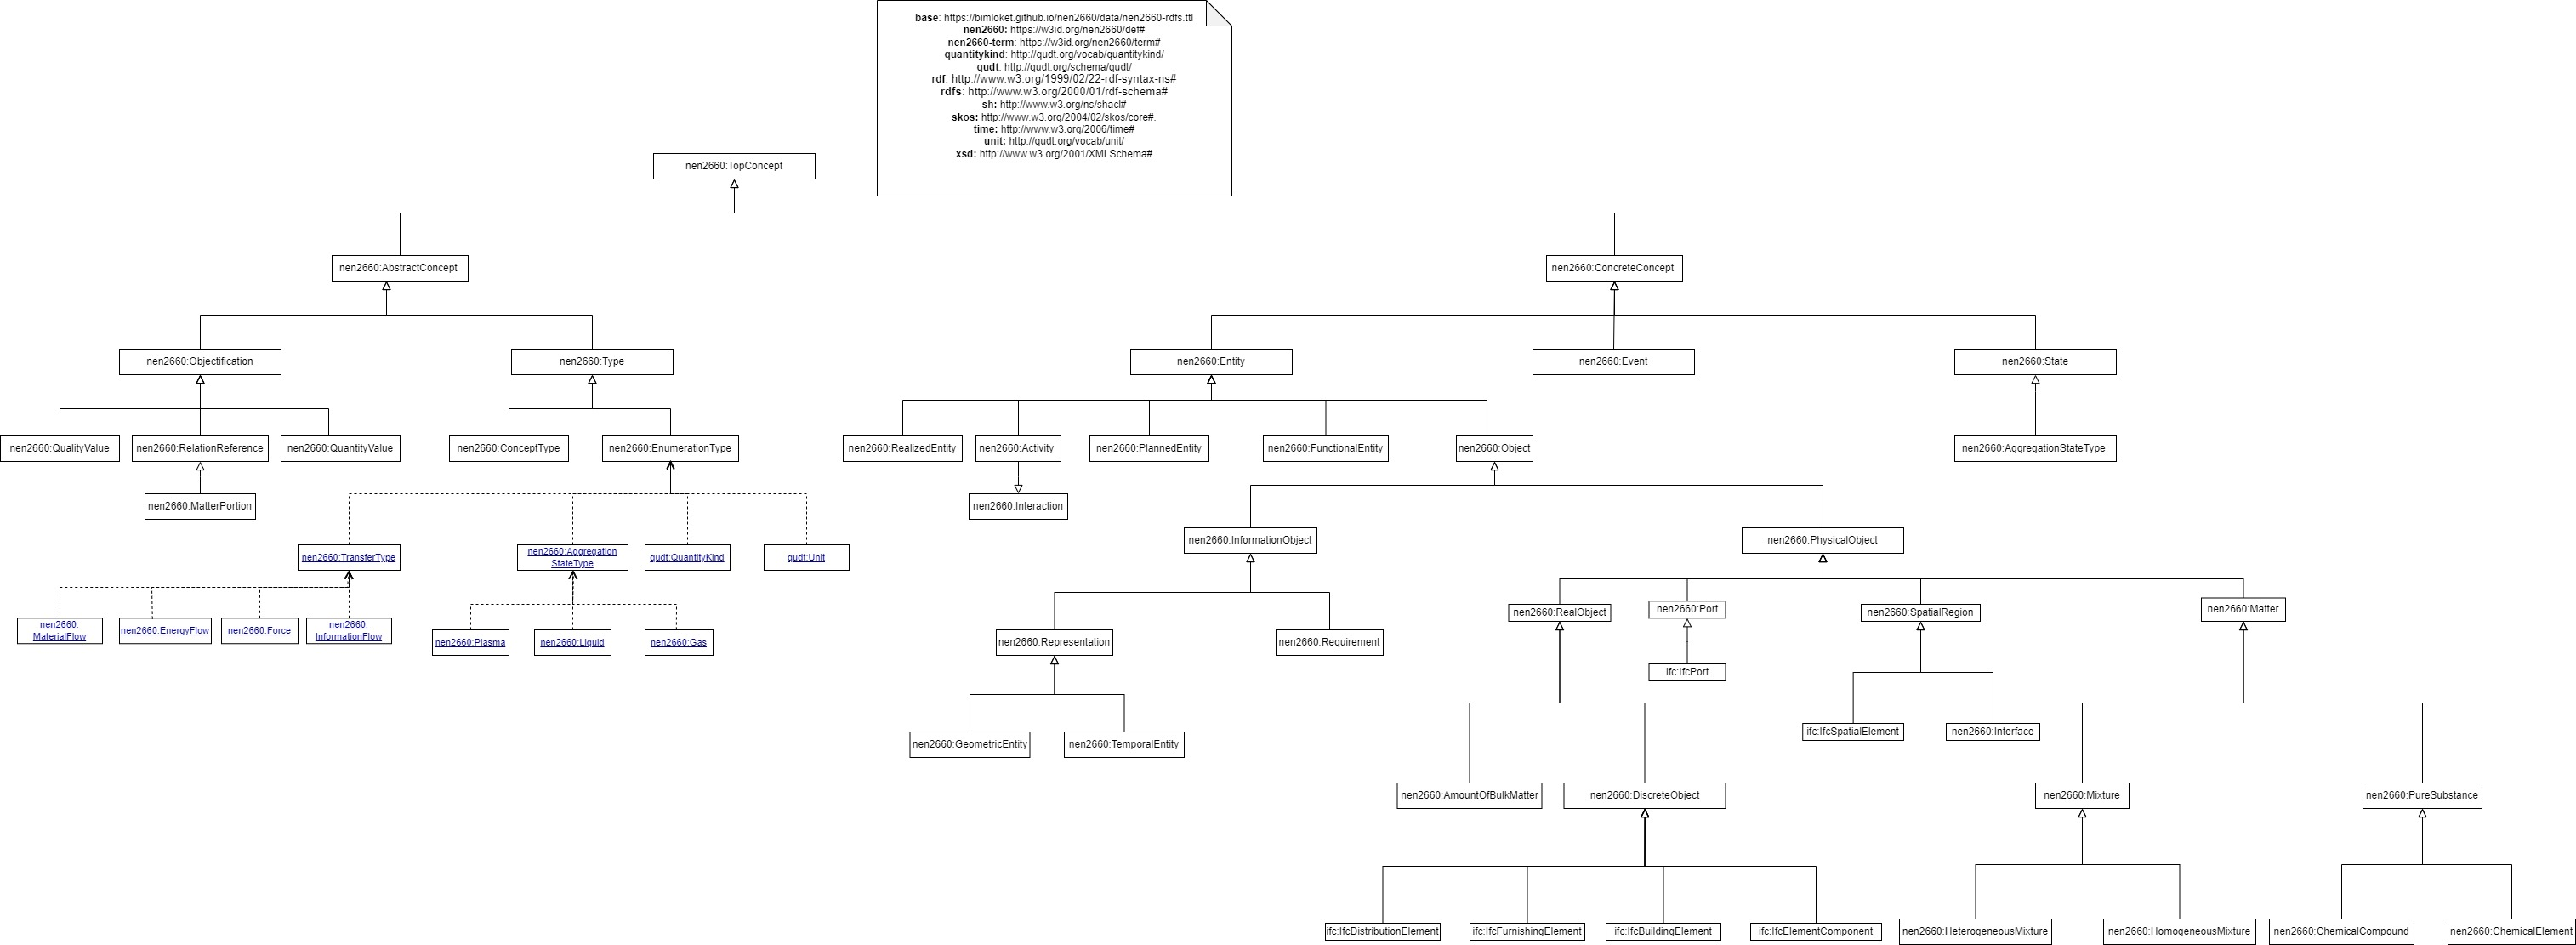 base: https://bimloket.github.io/nen2660/data/nen2660-rdfs.ttl
nen2660: https://w3id.org/nen2660/def#
nen2660-term: https://w3id.org/nen2660/term#
quantitykind: http://qudt.org/vocab/quantitykind/
qudt: http://qudt.org/schema/qudt/
rdf: http://www.w3.org/1999/02/22-rdf-syntax-ns#
rdfs: http://www.w3.org/2000/01/rdf-schema#
sh: http://www.w3.org/ns/shacl#
skos: http://www.w3.org/2004/02/skos/core#.
time: http://www.w3.org/2006/time#
unit: http://qudt.org/vocab/unit/
xsd: http://www.w3.org/2001/XMLSchema#
nen2660:TopConcept
nen2660:AbstractConcept
nen2660:ConcreteConcept
nen2660:Objectification
nen2660:Type
nen2660:Entity
nen2660:Event
nen2660:State
nen2660:QualityValue
nen2660:RelationReference
nen2660:QuantityValue
nen2660:ConceptType
nen2660:EnumerationType
nen2660:RealizedEntity
nen2660:Activity
nen2660:PlannedEntity
nen2660:FunctionalEntity
nen2660:Object
nen2660:AggregationStateType
nen2660:MatterPortion
nen2660:Interaction
nen2660:InformationObject
nen2660:PhysicalObject
nen2660:TransferType
nen2660:Aggregation
StateType
qudt:QuantityKind
qudt:Unit
nen2660:RealObject
nen2660:Port
nen2660:SpatialRegion
nen2660:Matter
nen2660:
MaterialFlow
nen2660:EnergyFlow
nen2660:Force
nen2660:
InformationFlow
nen2660:Plasma
nen2660:Liquid
nen2660:Gas
nen2660:Representation
nen2660:Requirement
ifc:IfcPort
ifc:IfcSpatialElement
nen2660:Interface
nen2660:GeometricEntity
nen2660:TemporalEntity
nen2660:AmountOfBulkMatter
nen2660:DiscreteObject
nen2660:Mixture
nen2660:PureSubstance
ifc:IfcDistributionElement
ifc:IfcFurnishingElement
ifc:IfcBuildingElement
ifc:IfcElementComponent
nen2660:HeterogeneousMixture
nen2660:HomogeneousMixture
nen2660:ChemicalCompound
nen2660:ChemicalElement